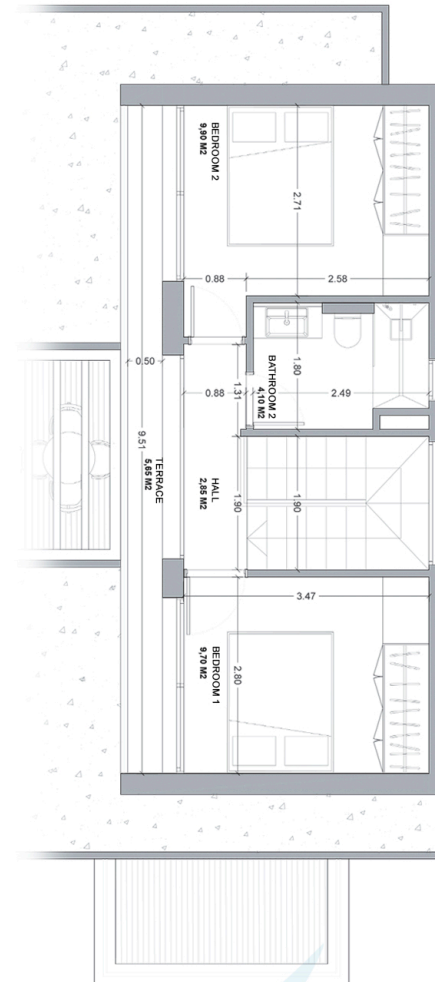 BEDROOM 2
9,90 M2
2.71
0.88
2.58
BATHROOM 2
4,10 M2
1.80
2.49
0.50
0.88
1.31
9.51
TERRACE
5,65 M2
HALL
2,85 M2
1.90
1.90
3.47
BEDROOM 1
9,70 M2
2.80